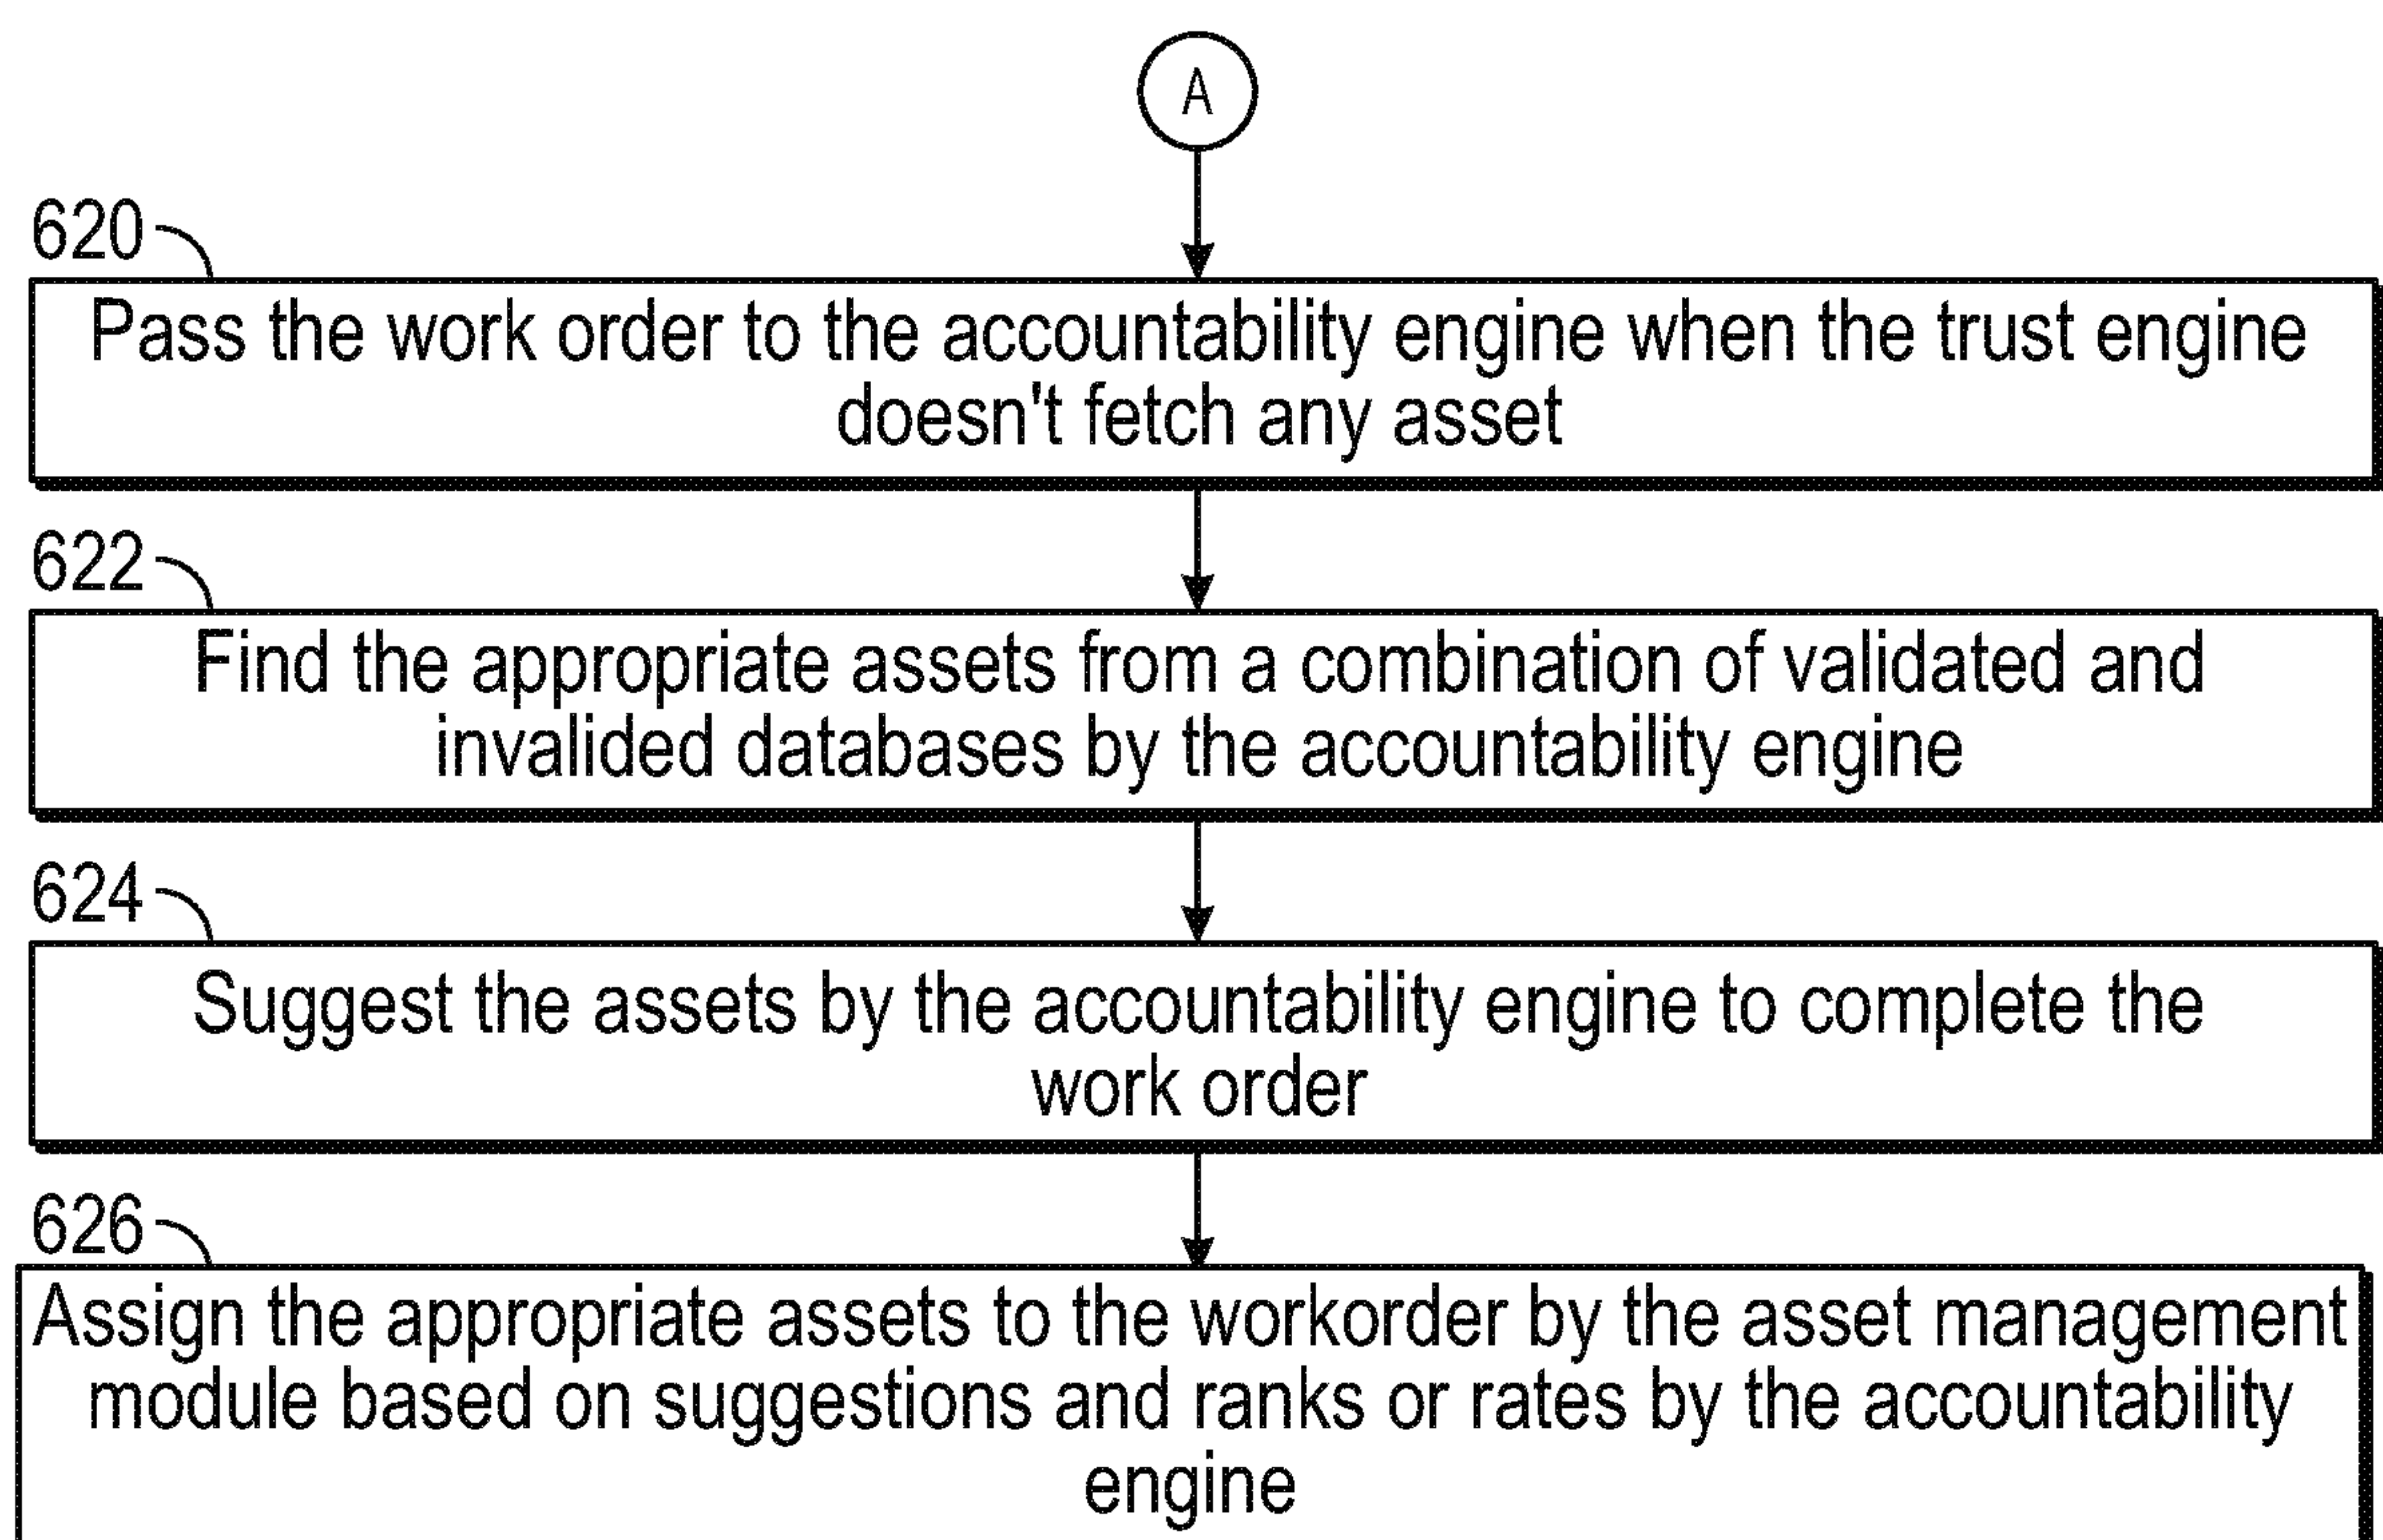 A
620
Pass the work order to the accountability engine when the trust engine
doesn't fetch any asset
622
Find the appropriate assets from a combination of validated and
invalided databases by the accountability engine
624
Suggest the assets by the accountability engine to complete the
work order
626
Assign the appropriate assets to the workorder by the asset management
module based on suggestions and ranks or rates by the accountability
engine